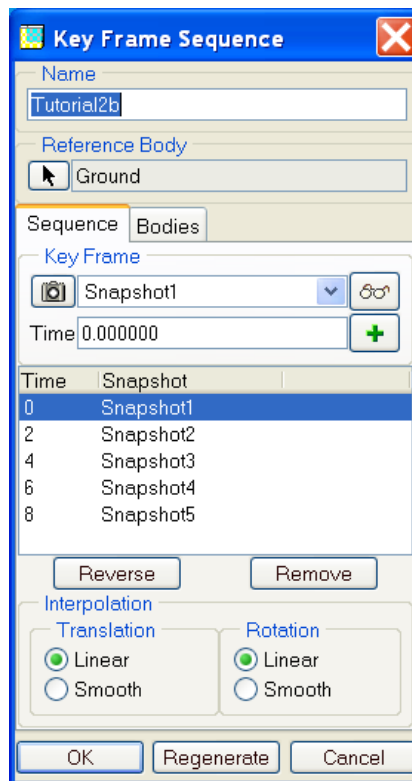 Key Frame Sequence
Name
Tutorial2b
Reference Body
Ground
Sequence Bodies
Key Frame
Snapshot1
Time 0.000000
Time Snapshot
0 Snapshot1
2 Snapshot2
4 Snapshot3
6 Snapshot4
8 Snapshot5
Reverse Remove
Interpolation
Translation Rotation
Linear Linear
Smooth Smooth
OK Regenerate Cancel